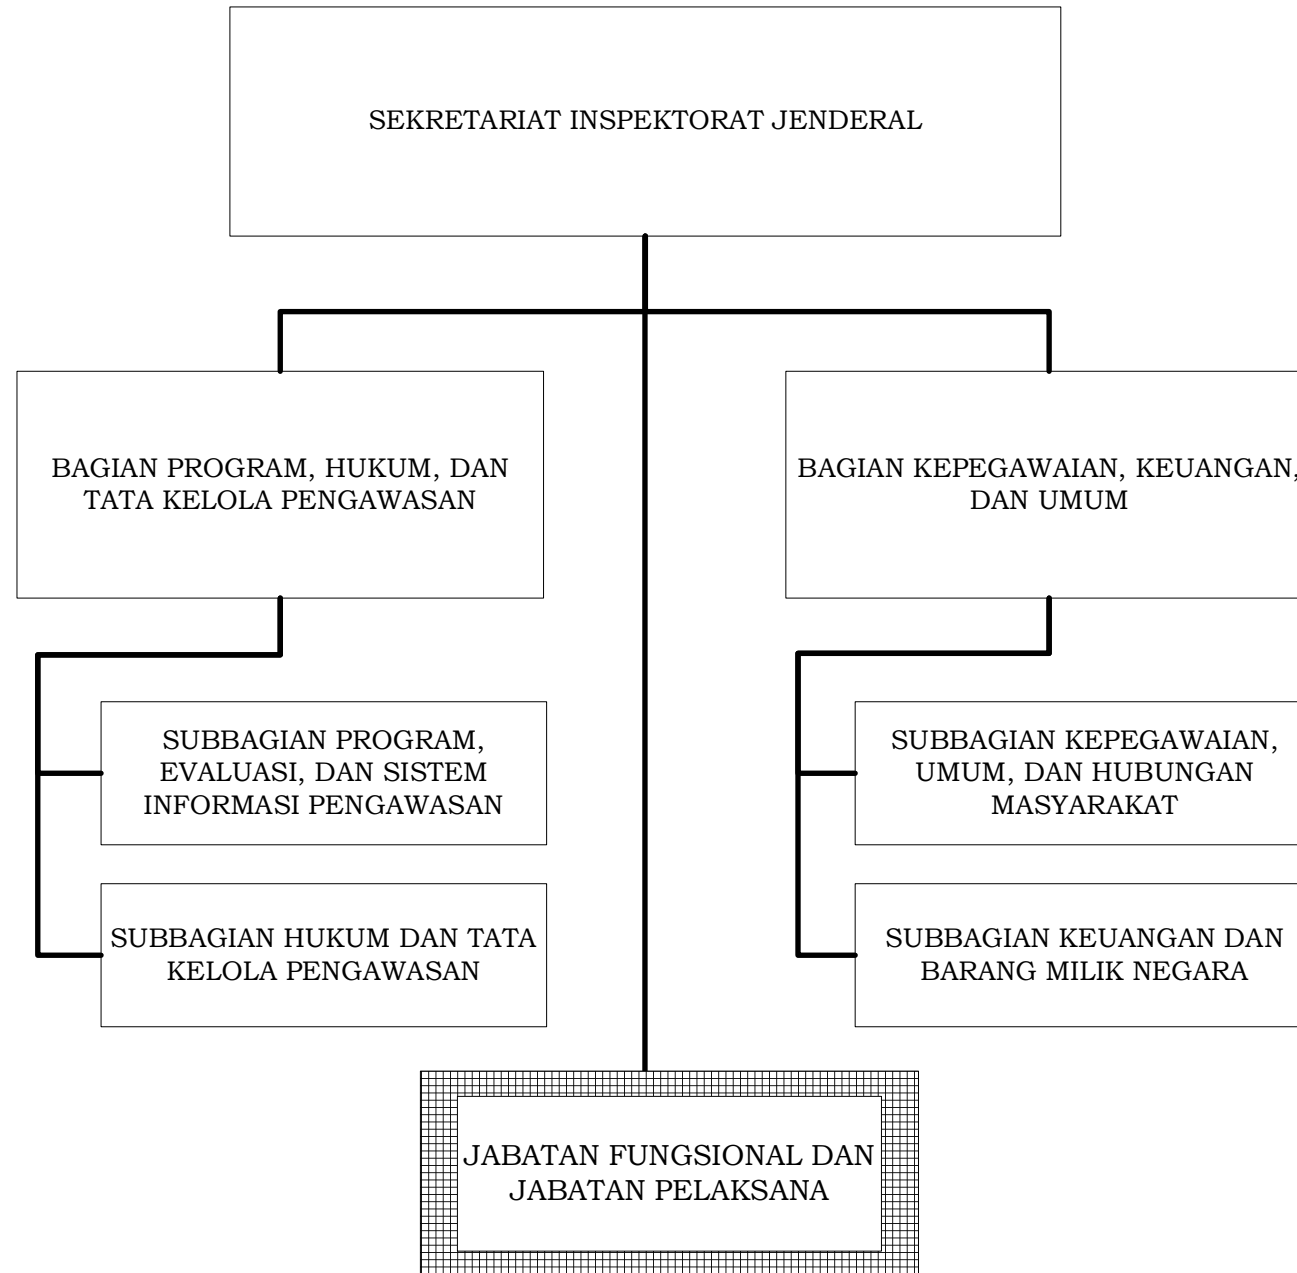 SEKRETARIAT INSPEKTORAT JENDERAL
BAGIAN PROGRAM, HUKUM, DAN
TATA KELOLA PENGAWASAN
BAGIAN KEPEGAWAIAN, KEUANGAN,
DAN UMUM
SUBBAGIAN PROGRAM,
EVALUASI, DAN SISTEM
INFORMASI PENGAWASAN
SUBBAGIAN KEPEGAWAIAN,
UMUM, DAN HUBUNGAN
MASYARAKAT
SUBBAGIAN HUKUM DAN TATA
KELOLA PENGAWASAN
SUBBAGIAN KEUANGAN DAN
BARANG MILIK NEGARA
JABATAN FUNGSIONAL DAN
JABATAN PELAKSANA